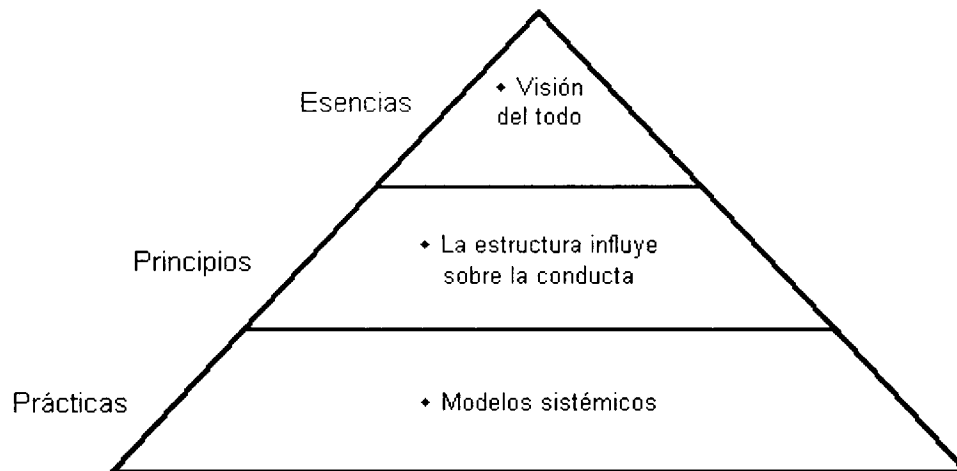 Esencias
◆ Visión
del todo
Principios
◆ La estructura influye
sobre la conducta
Prácticas
◆ Modelos sistémicos